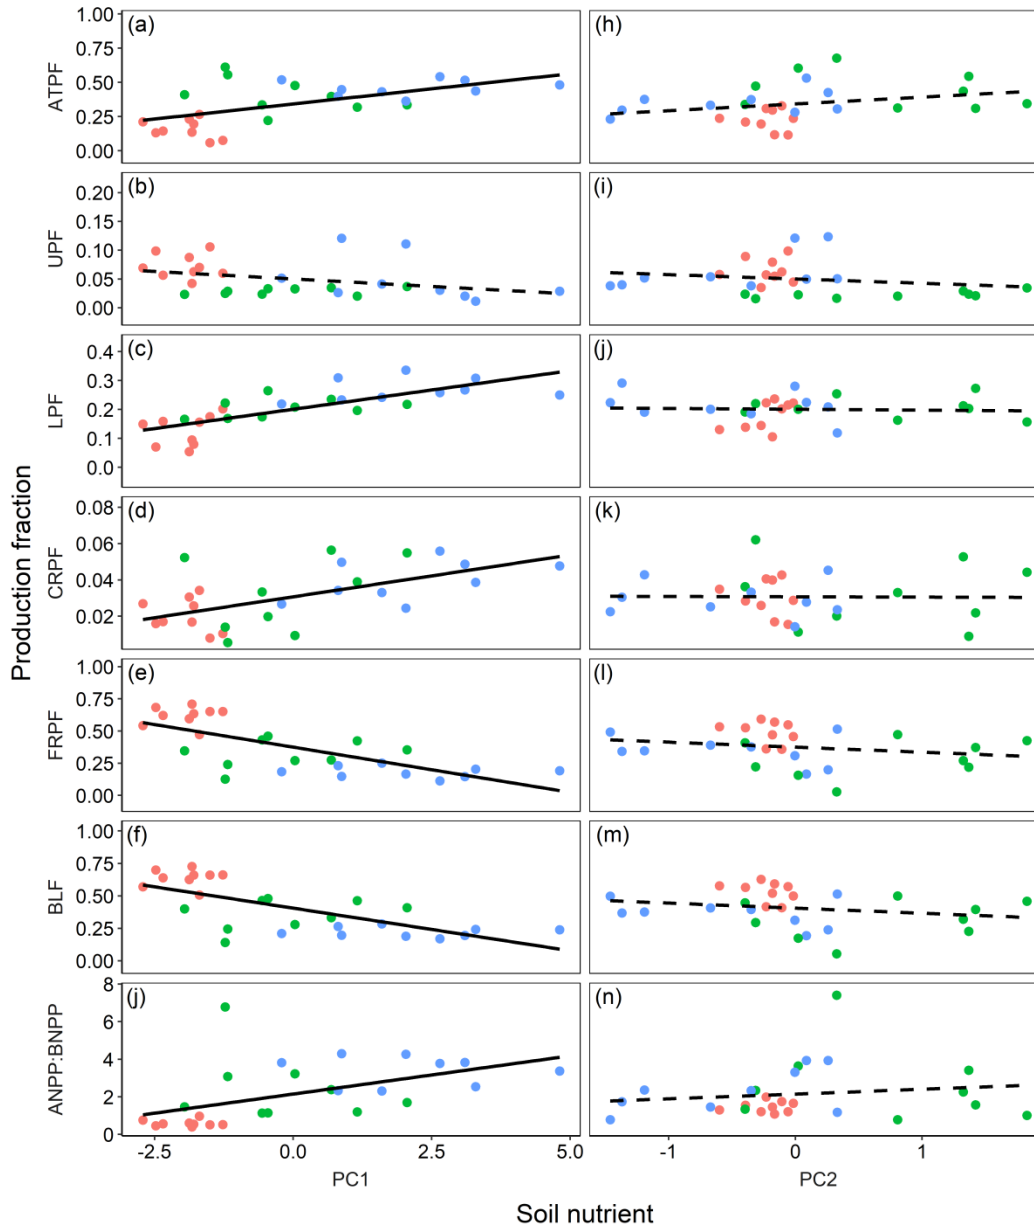 Production fraction
(a)
ATPF
1.00
0.75
0.50
0.25
0.00
(h)
(b)
UPF
0.20
0.15
0.10
0.05
0.00
(i)
(c)
LPF
0.4
0.3
0.2
0.1
0.0
(j)
(d)
CRPF
0.08
0.06
0.04
0.02
(k)
(e)
FRPF
1.00
0.75
0.50
0.25
0.00
(l)
(f)
BLF
1.00
0.75
0.50
0.25
0.00
(m)
(j)
ANPP:BNPP
8
6
4
2
0
(n)
-2.5 0.0 2.5 5.0
-1 0 1
PC1 PC2
Soil nutrient